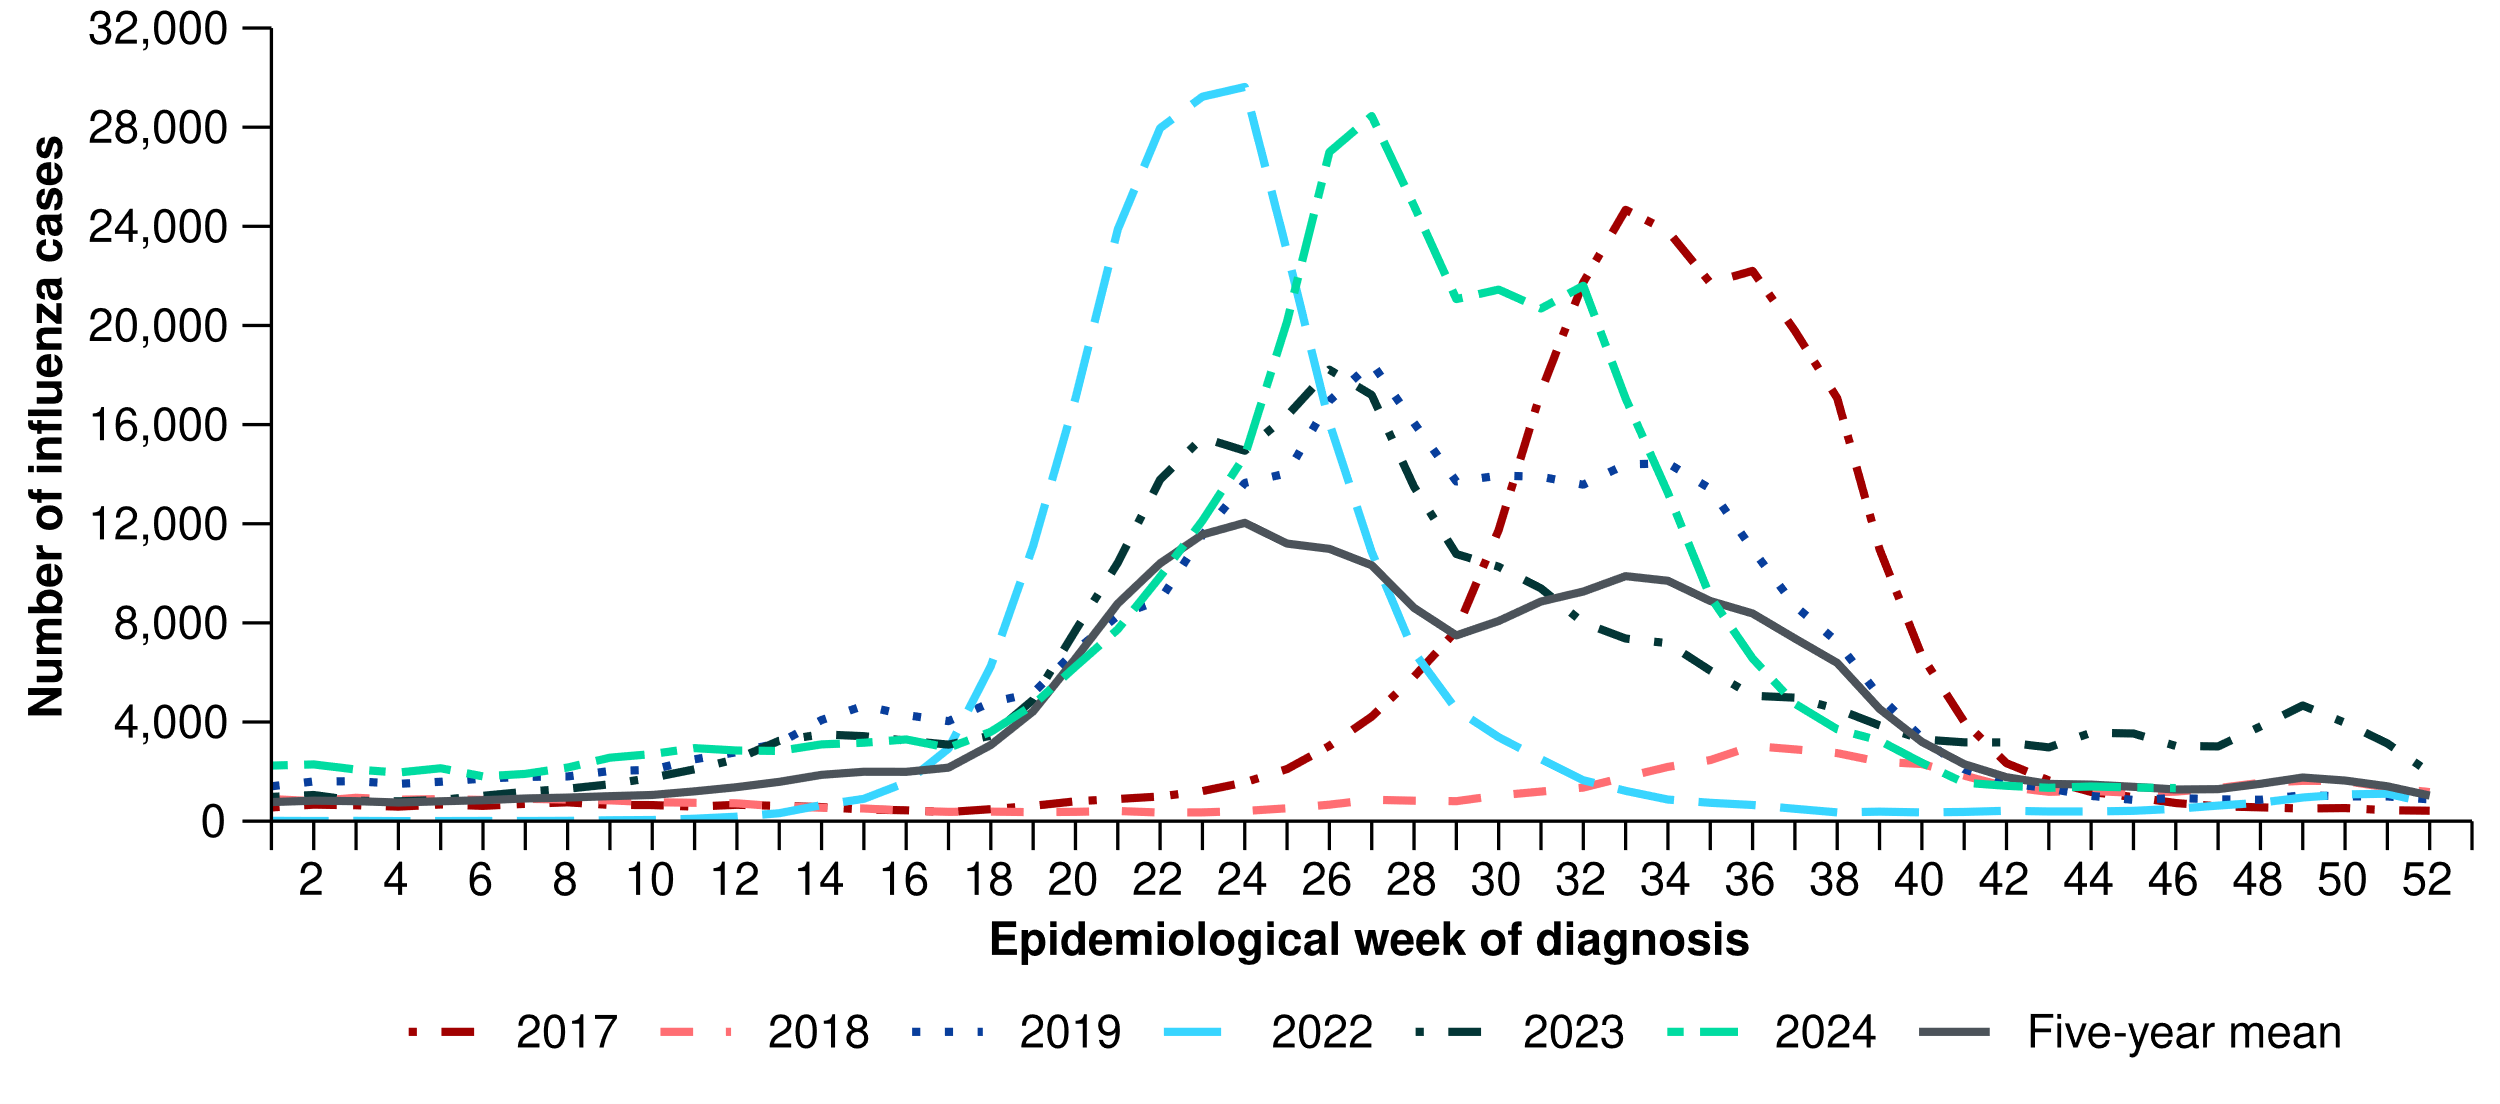 32,000
28,000
24,000
20,000
16,000
12,000
8,000
4,000
0
Number of influenza cases
2 4 6 8 10 12 14 16 18 20 22 24 26 28 30 32 34 36 38 40 42 44 46 48 50 52
Epidemiological week of diagnosis
2017 2018 2019 2022 2023 2024 Five-year mean